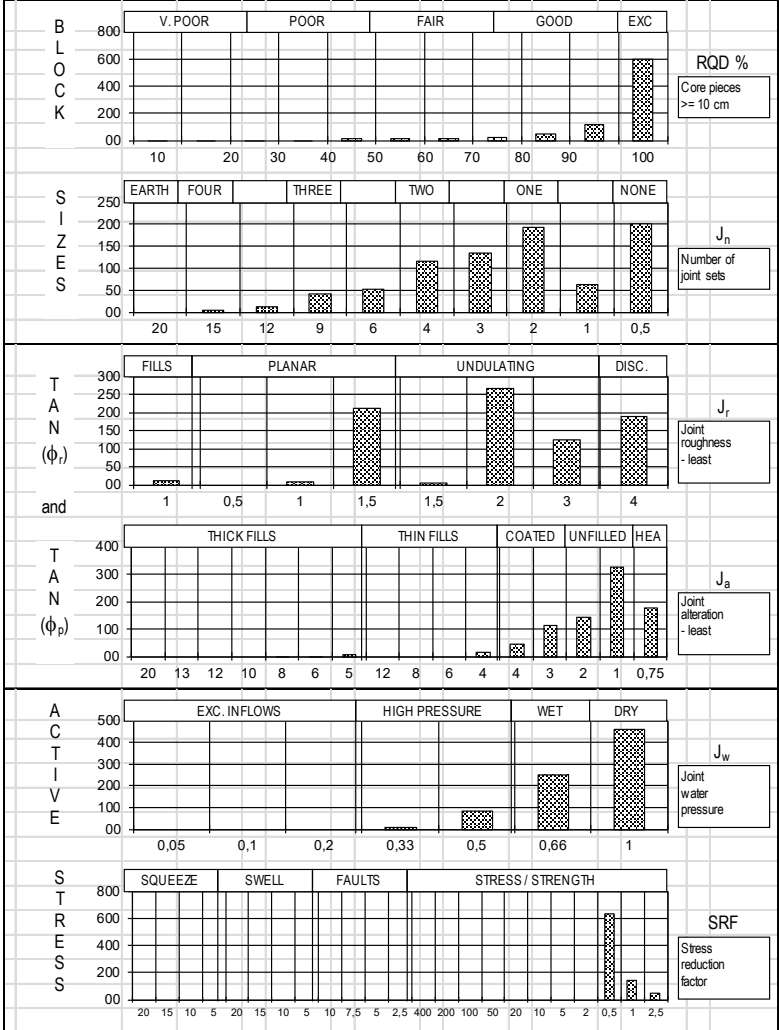 B
L
O
C
K
V. POOR POOR FAIR GOOD EXC
800
600
400
200
00
10 20 30 40 50 60 70 80 90 100
RQD %
Core pieces
>= 10 cm
S
I
Z
E
S
EARTH FOUR THREE TWO ONE NONE
250
200
150
100
50
00
20 15 12 9 6 4 3 2 1 0,5
Jn
Number of
joint sets
T
A
N
(ϕr)
and
FILLS PLANAR UNDULATING DISC.
300
250
200
150
100
50
00
1 0,5 1 1,5 1,5 2 3 4
Jr
Joint
roughness
- least
T
A
N
(ϕp)
THICK FILLS THIN FILLS COATED UNFILLED HEA
400
300
200
100
00
20 13 12 10 8 6 5 12 8 6 4 4 3 2 1 0,75
Ja
Joint
alteration
- least
A
C
T
I
V
E
EXC. INFLOWS HIGH PRESSURE WET DRY
500
400
300
200
100
00
0,05 0,1 0,2 0,33 0,5 0,66 1
Jw
Joint
water
pressure
S
T
R
E
S
S
SQUEEZE SWELL FAULTS STRESS / STRENGTH
800
600
400
200
00
20 15 10 5 20 15 10 5 10 7,5 5 2,5 400 200 100 50 20 10 5 2 0,5 1 2,5
SRF
Stress
reduction
factor